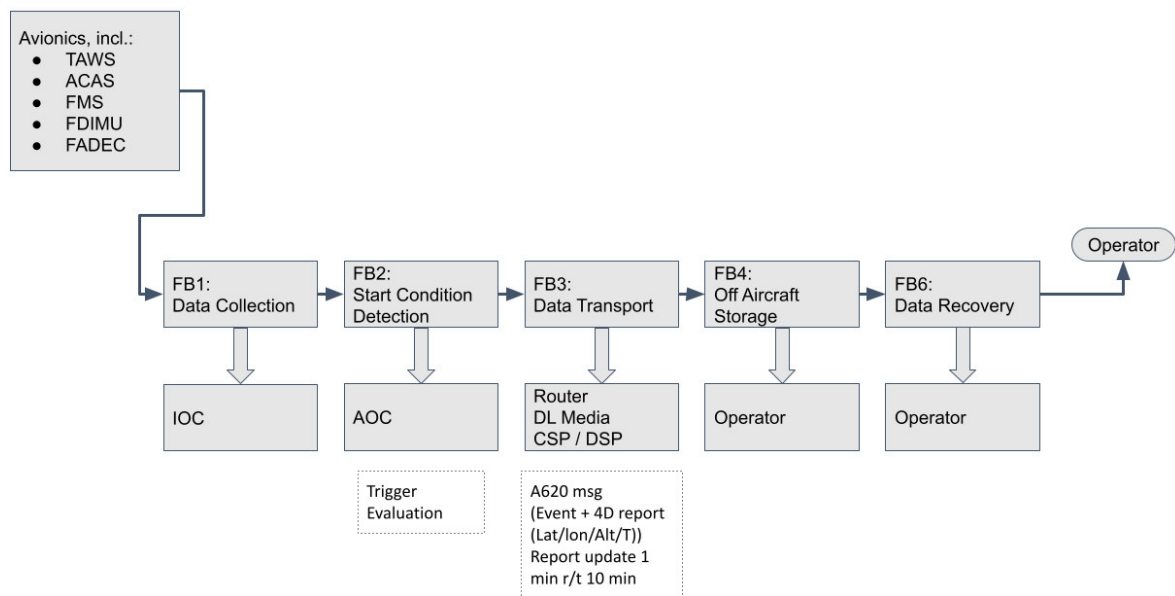 Avionics, incl.:
● TAWS
● ACAS
● FMS
● FDIMU
● FADEC
Operator
FB1:
Data Collection
FB2:
Start Condition
Detection
FB3:
Data Transport
FB4:
Off Aircraft
Storage
FB6:
Data Recovery
IOC
AOC
Router
DL Media
CSP / DSP
Operator
Operator
Trigger
Evaluation
A620 msg
(Event + 4D report
(Lat/lon/Alt/T))
Report update 1
min r/t 10 min